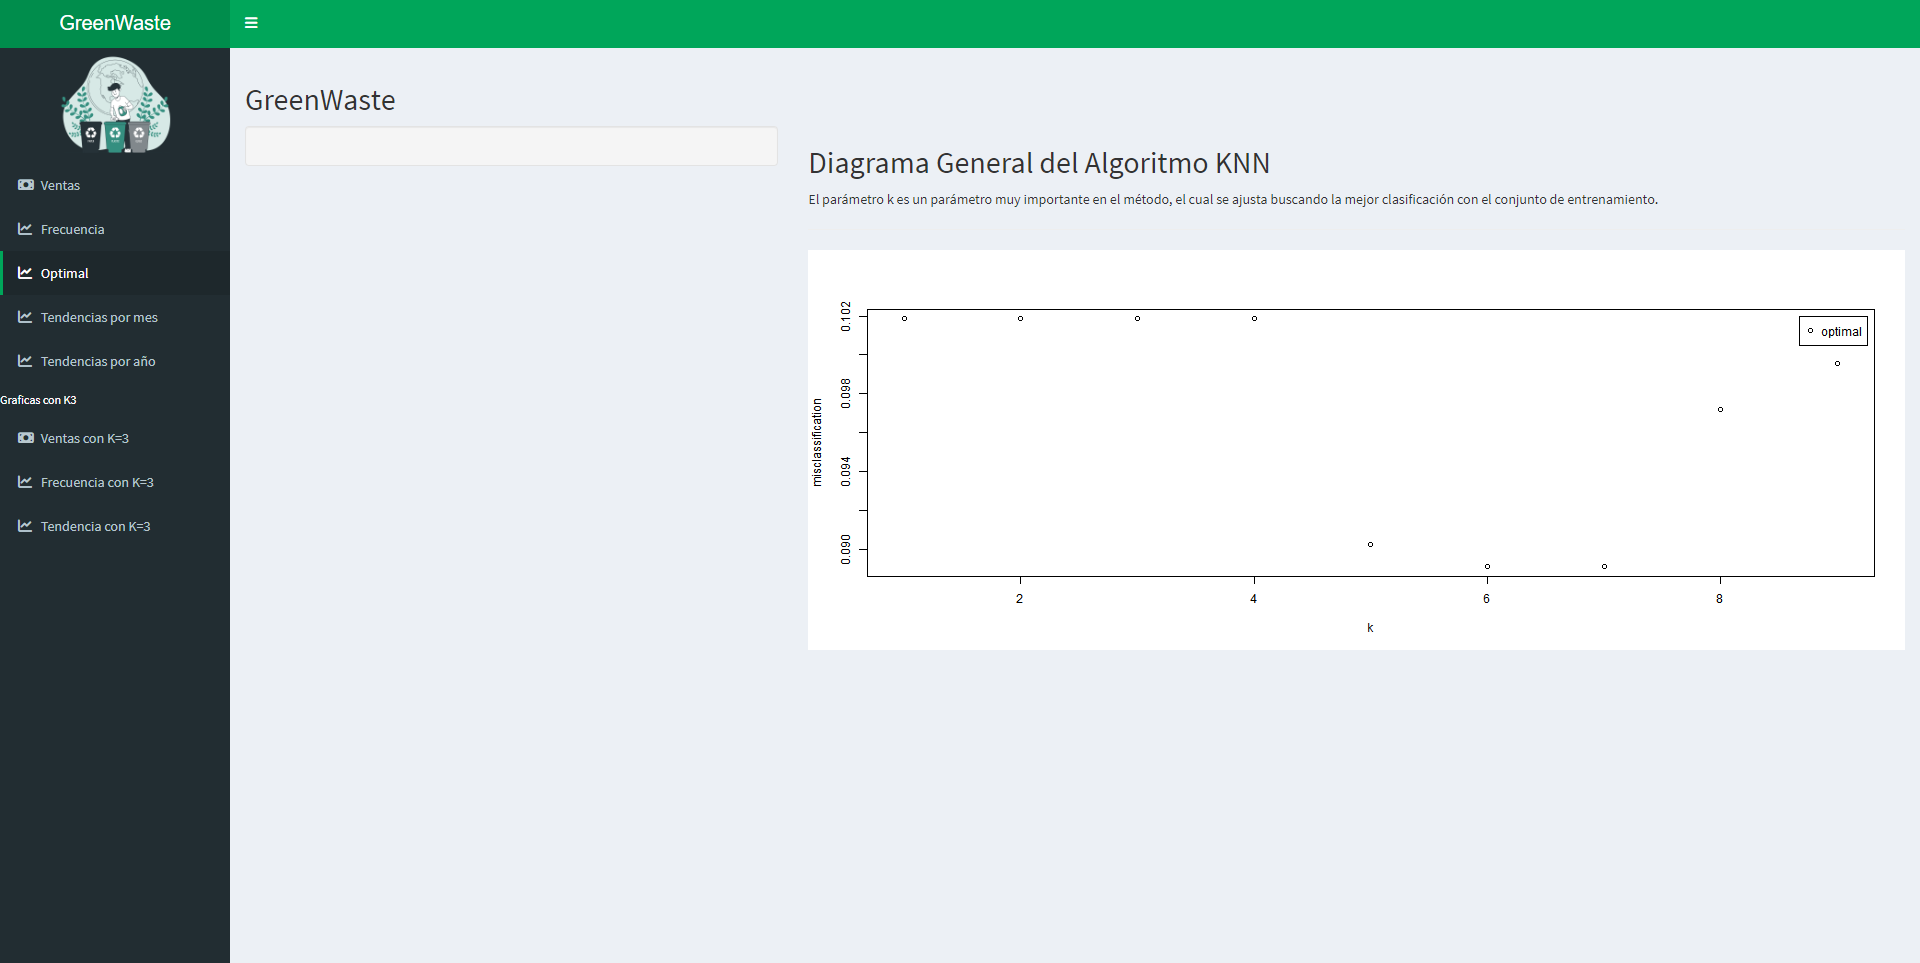 GreenWaste
Ventas
Frecuencia
Optimal
Tendencias por mes
Tendencias por año
Graficas con K3
Ventas con K=3
Frecuencia con K=3
Tendencia con K=3
GreenWaste
Diagrama General del Algoritmo KNN
El parámetro k es un parámetro muy importante en el método, el cual se ajusta buscando la mejor clasificación con el conjunto de entrenamiento.
misclassification
0.102
0.098
0.094
0.090
optimal
2 4 6 8
k